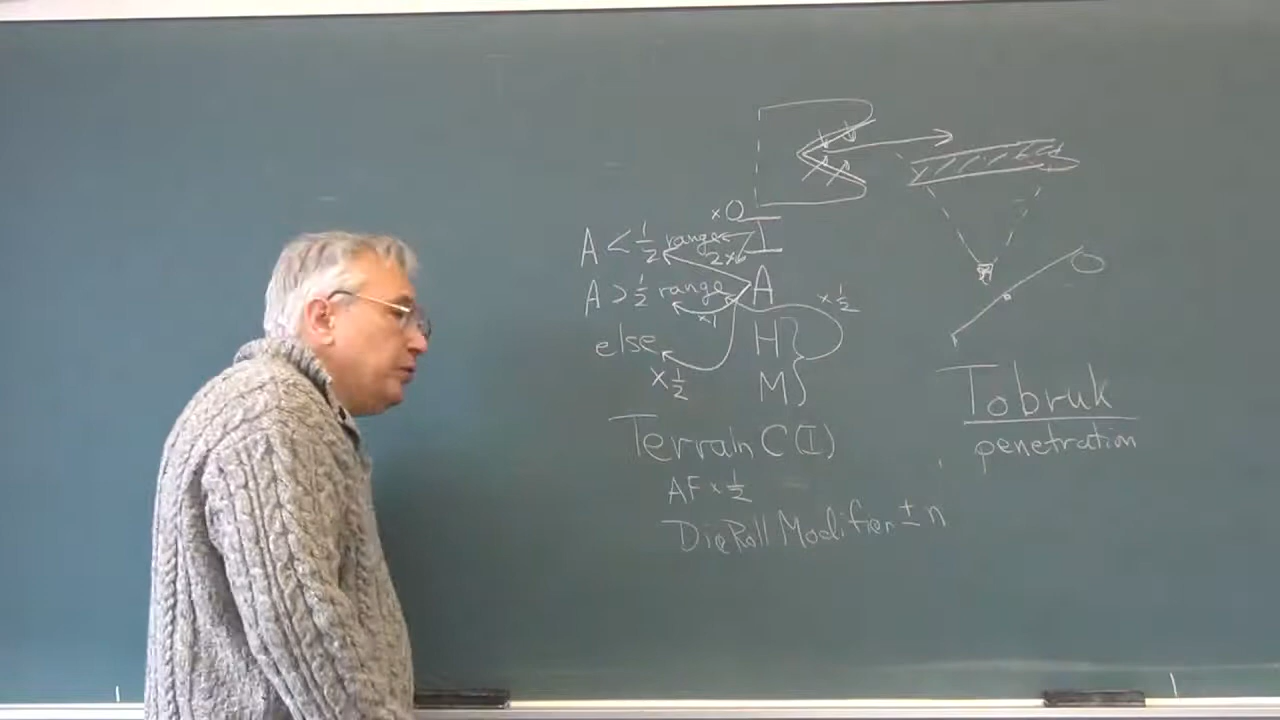 ×0
A < 1/2 range I
2×6
A > 1/2 range A
×1 ×1/2
else H
×1/2 M
Tobruk
penetration
Terrain C(I)
AF × 1/2
Die Roll Modifier ± n